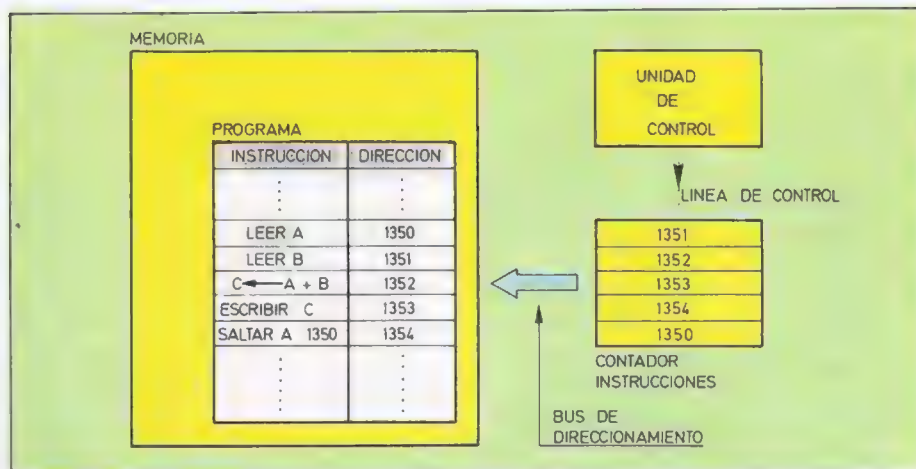 MEMORIA
PROGRAMA
INSTRUCCION DIRECCION
LEER A 1350
LEER B 1351
C ← A + B 1352
ESCRIBIR C 1353
SALTAR A 1350 1354
UNIDAD
DE
CONTROL
LINEA DE CONTROL
1351
1352
1353
1354
1350
CONTADOR
INSTRUCCIONES
BUS DE
DIRECCIONAMIENTO